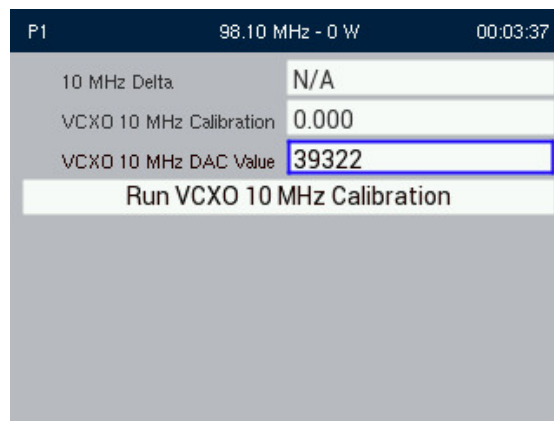 P1 98.10 MHz - 0 W 00:03:37
10 MHz Delta N/A
VCXO 10 MHz Calibration 0.000
VCXO 10 MHz DAC Value 39322
Run VCXO 10 MHz Calibration